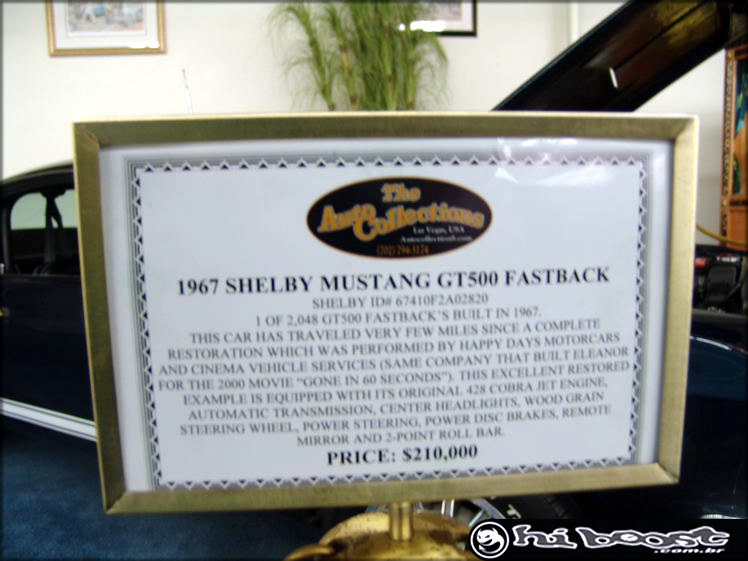 The
Auto
Collections
Las Vegas, USA
Autocollections.com
(702) 794-3174
1967 SHELBY MUSTANG GT500 FASTBACK
SHELBY ID# 67410F2A02820
1 OF 2,048 GT500 FASTBACK'S BUILT IN 1967.
THIS CAR HAS TRAVELED VERY FEW MILES SINCE A COMPLETE
RESTORATION WHICH WAS PERFORMED BY HAPPY DAYS MOTORCARS
AND CINEMA VEHICLE SERVICES (SAME COMPANY THAT BUILT ELEANOR
FOR THE 2000 MOVIE "GONE IN 60 SECONDS"). THIS EXCELLENT RESTORED
EXAMPLE IS EQUIPPED WITH ITS ORIGINAL 428 COBRA JET ENGINE,
AUTOMATIC TRANSMISSION, CENTER HEADLIGHTS, WOOD GRAIN
STEERING WHEEL, POWER STEERING, POWER DISC BRAKES, REMOTE
MIRROR AND 2-POINT ROLL BAR.
PRICE: $210,000
hi boost
.com.br